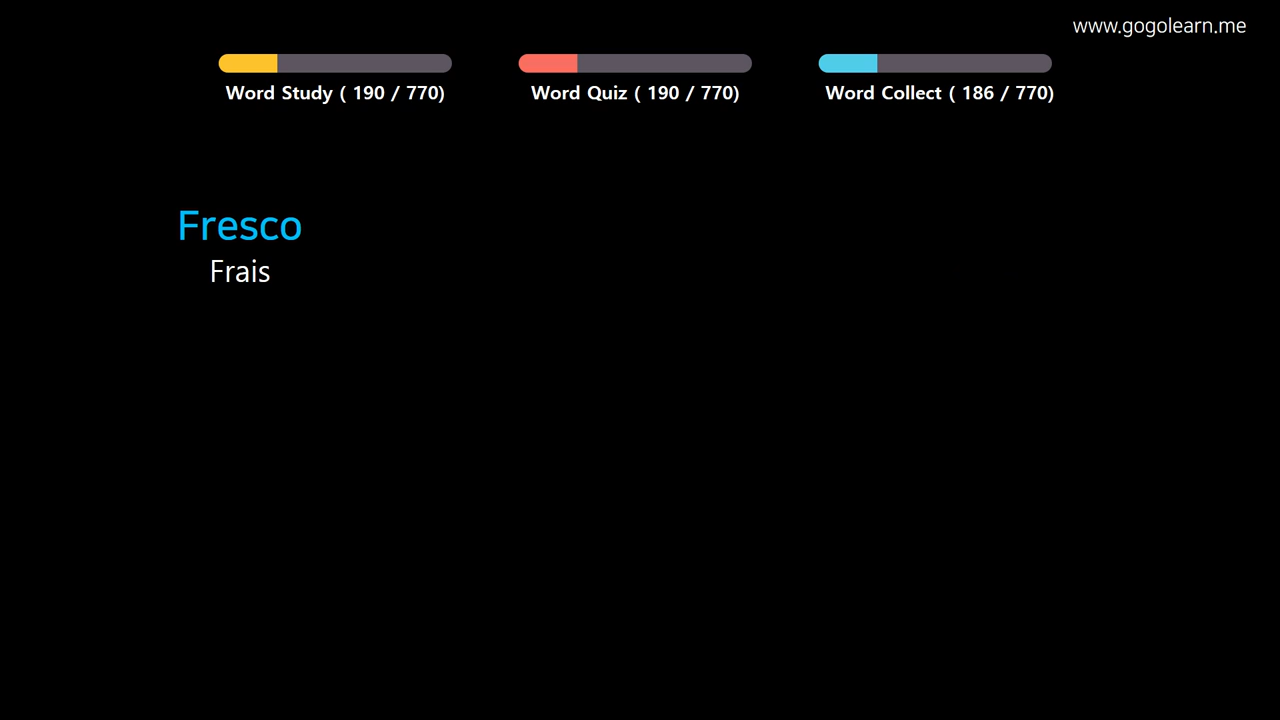 www.gogolearn.me
Word Study ( 190 / 770)
Word Quiz ( 190 / 770)
Word Collect ( 186 / 770)
Fresco
Frais